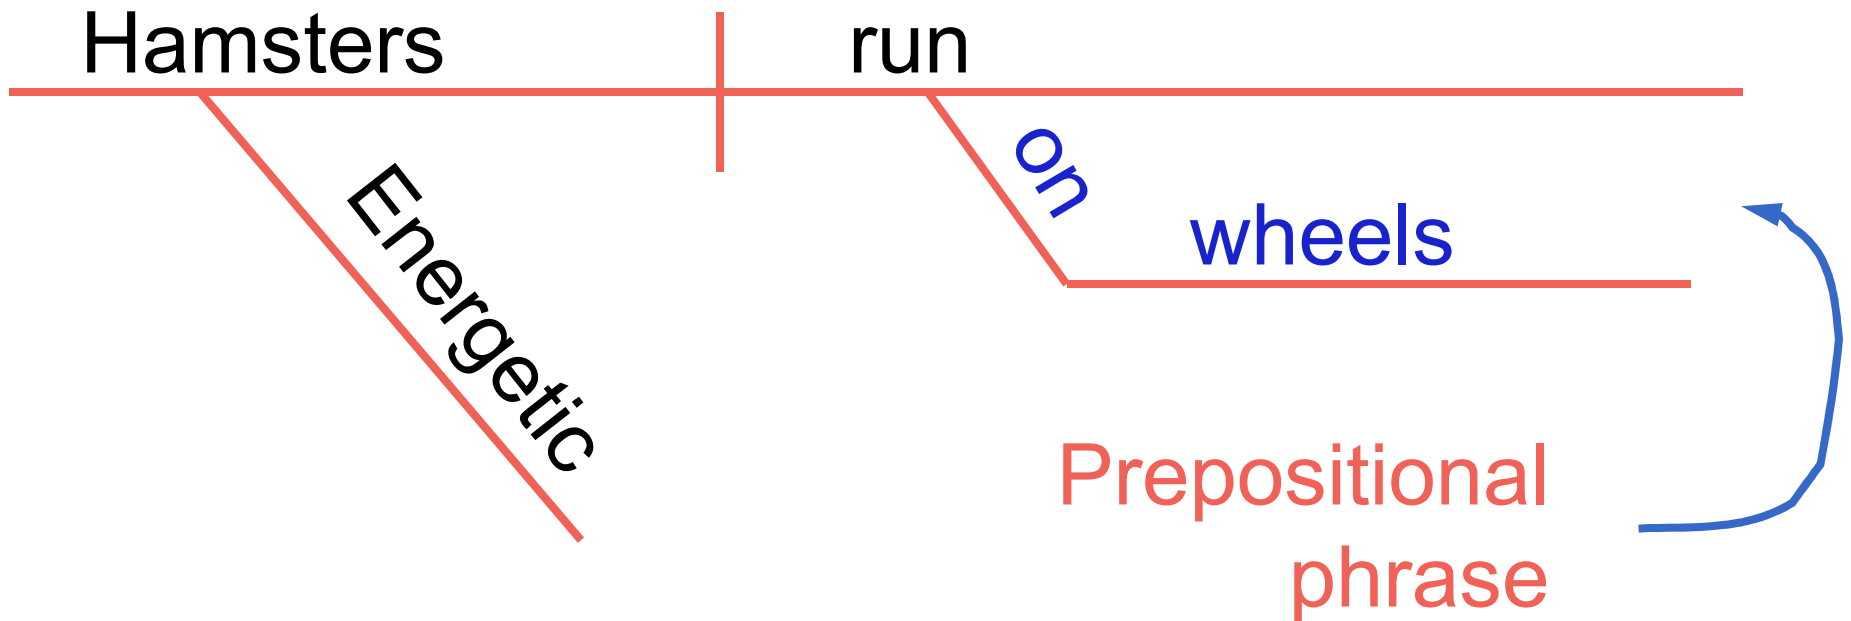 Hamsters run
Energetic
on
wheels
Prepositional
phrase